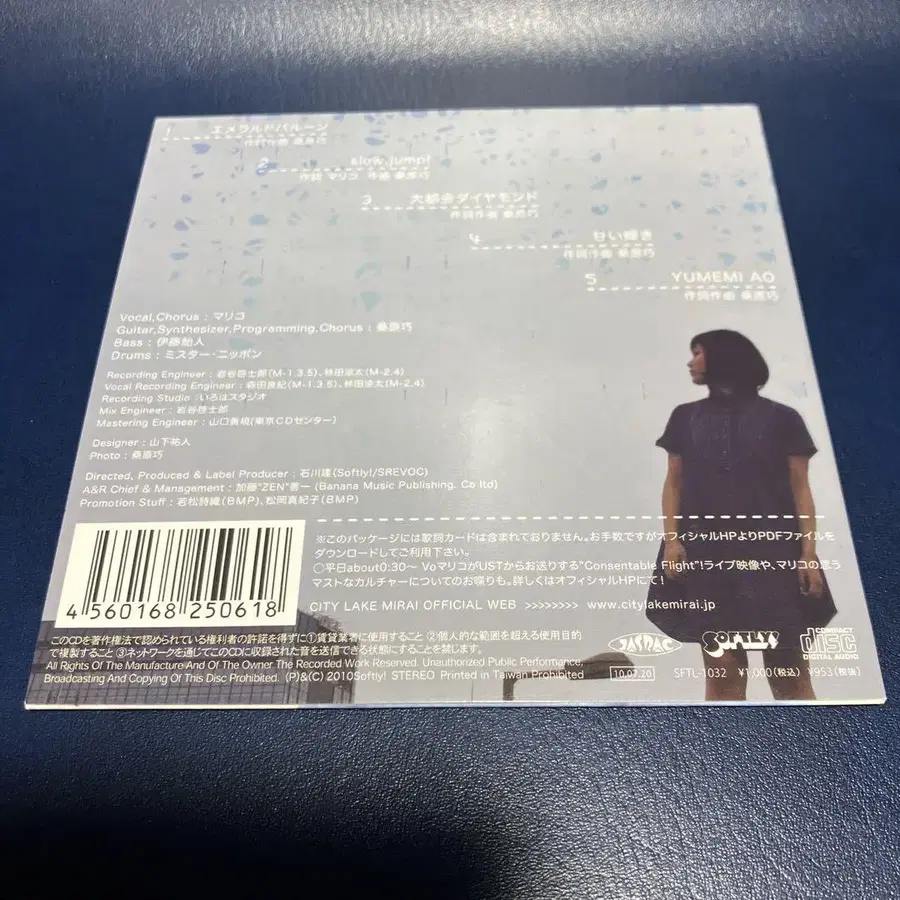 1 エメラルドバルーン
作詞作曲 桑原巧
2 slow,jump!
作詞 マリコ 作曲 桑原巧
3 大都会ダイヤモンド
作詞作曲 桑原巧
4 甘い輝き
作詞作曲 桑原巧
5 YUMEMI AO
作詞作曲 桑原巧
Vocal,Chorus : マリコ
Guitar,Synthesizer,Programming,Chorus : 桑原巧
Bass : 伊藤胎人
Drums : ミスター・ニッポン
Recording Engineer : 岩谷啓士郎(M-1.3.5)、林田涼太(M-2.4)
Vocal Recording Engineer : 森田良紀(M-1.3.5)、林田涼太(M-2.4)
Recording Studio : いろはスタジオ
Mix Engineer : 岩谷啓士郎
Mastering Engineer : 山口勇規(東京CDセンター)
Designer : 山下祐人
Photo : 桑原巧
Directed, Produced & Label Producer : 石川達(Softly!/SREVOC)
A&R Chief & Management : 加藤"ZEN"善一 (Banana Music Publishing. Co ltd)
Promotion Stuff : 若松詩織(BMP)、松岡真紀子(BMP)
※このパッケージには歌詞カードは含まれておりません。お手数ですがオフィシャルHPよりPDFファイルを
ダウンロードしてご利用下さい。
○平日about0:30〜 VoマリコがUSTからお送りする"Consentable Flight"!ライブ映像や、マリコの思う
マストなカルチャーについてのお喋りも。詳しくはオフィシャルHPにて!
CITY LAKE MIRAI OFFICIAL WEB >>>>>>>> www.citylakemirai.jp
4 560168 250618
このCDを著作権法で認められている権利者の許諾を得ずに①賃貸業者に使用すること ②個人的な範囲を超える使用目的
で複製すること ③ネットワークを通じてこのCDに収録された音を送信できる状態にすることを禁じます。
All Rights Of The Manufacture And Of The Owner The Recorded Work Reserved. Unauthorized Public Performance,
Broadcasting And Copying Of This Disc Prohibited. (P)&(C) 2010Softly! STEREO Printed in Taiwan Prohibited
JASRAC
SOFTLY!
COMPACT
disc
DIGITAL AUDIO
10.07.20 SFTL-1032 ¥1,000(税込) ¥953(税抜)